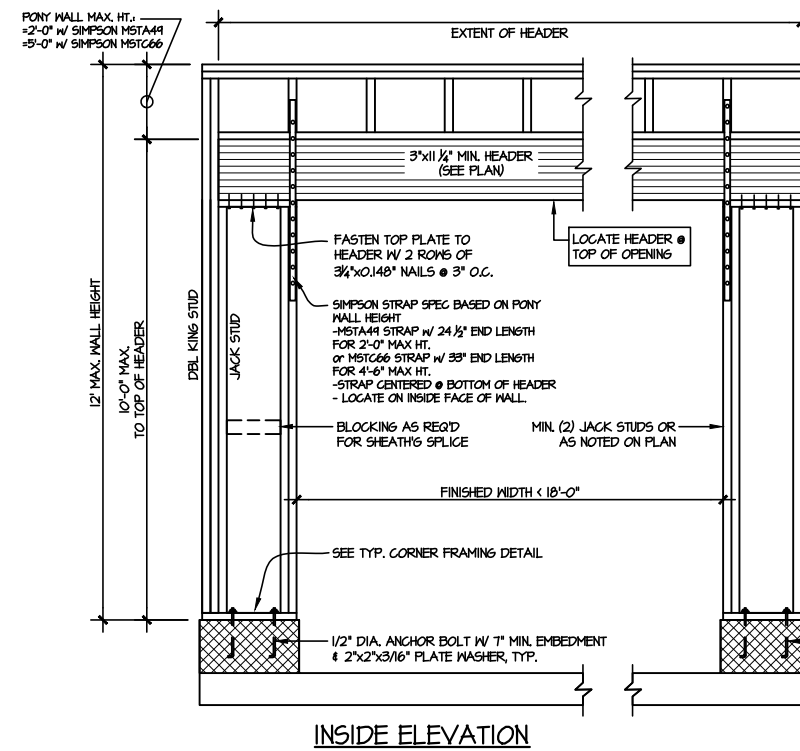 PONY WALL MAX. HT.:
=2'-0" W/ SIMPSON MSTA49
=5'-0" W/ SIMPSON MSTC66
EXTENT OF HEADER
3"x11 1/4" MIN. HEADER
(SEE PLAN)
FASTEN TOP PLATE TO
HEADER W/ 2 ROWS OF
3 1/4"x0.148" NAILS @ 3" O.C.
LOCATE HEADER @
TOP OF OPENING
SIMPSON STRAP SPEC BASED ON PONY
WALL HEIGHT
-MSTA49 STRAP W/ 24 1/2" END LENGTH
FOR 2'-0" MAX HT.
or MSTC66 STRAP W/ 33" END LENGTH
FOR 4'-6" MAX HT.
-STRAP CENTERED @ BOTTOM OF HEADER
- LOCATE ON INSIDE FACE OF WALL.
12' MAX. WALL HEIGHT
10'-0" MAX.
TO TOP OF HEADER
DBL KING STUD
JACK STUD
BLOCKING AS REQ'D
FOR SHEATH'G SPLICE
MIN. (2) JACK STUDS OR
AS NOTED ON PLAN
FINISHED WIDTH < 18'-0"
SEE TYP. CORNER FRAMING DETAIL
1/2" DIA. ANCHOR BOLT W/ 7" MIN. EMBEDMENT
& 2"x2"x3/16" PLATE WASHER, TYP.
INSIDE ELEVATION